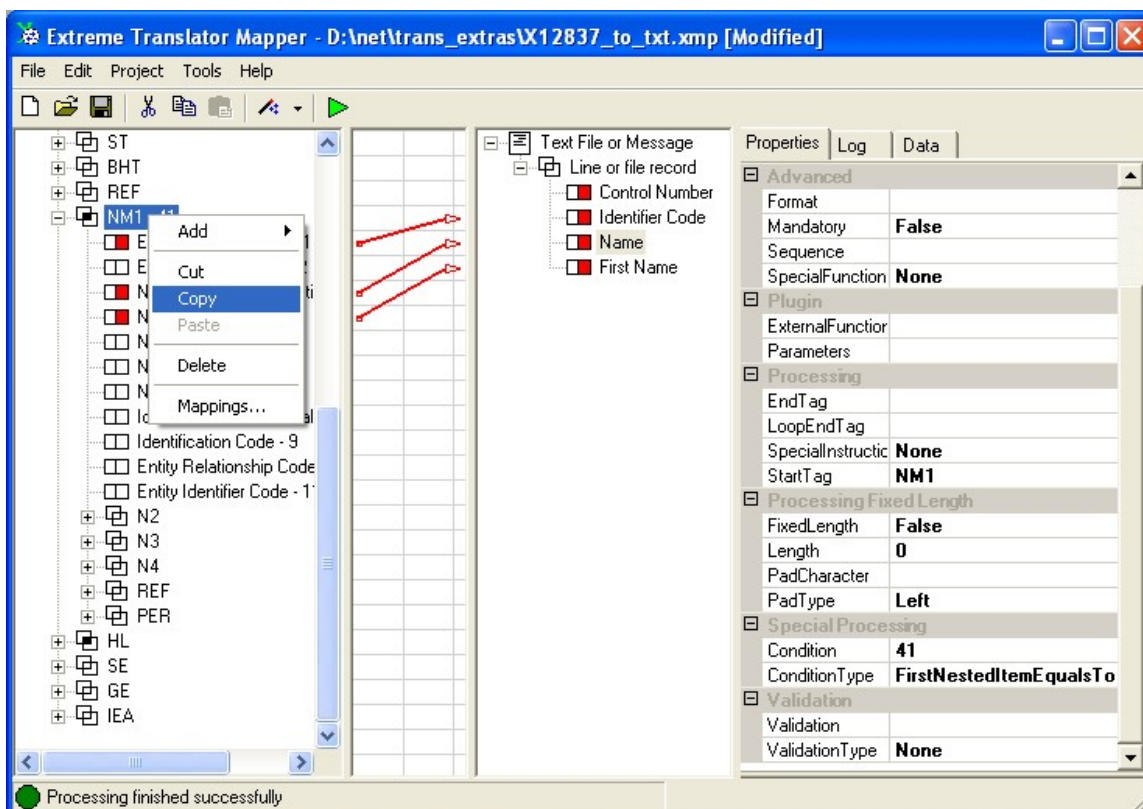 Extreme Translator Mapper - D:\net\trans_extras\X12837_to_txt.xmp [Modified]
File Edit Project Tools Help
ST
BHT
REF
NM1 - 41
E
E
N
N
N
N
N
Identification Code - 9
Entity Relationship Code
Entity Identifier Code - 1
N2
N3
N4
REF
PER
HL
SE
GE
IEA
Add
Cut
Copy
Paste
Delete
Mappings...
Text File or Message
Line or file record
Control Number
Identifier Code
Name
First Name
Properties Log Data
Advanced
Format
Mandatory False
Sequence
SpecialFunction None
Plugin
ExternalFunctior
Parameters
Processing
EndTag
LoopEndTag
SpecialInstructic None
StartTag NM1
Processing Fixed Length
FixedLength False
Length 0
PadCharacter
PadType Left
Special Processing
Condition 41
ConditionType FirstNestedItemEqualsTo
Validation
Validation
ValidationType None
Processing finished successfully